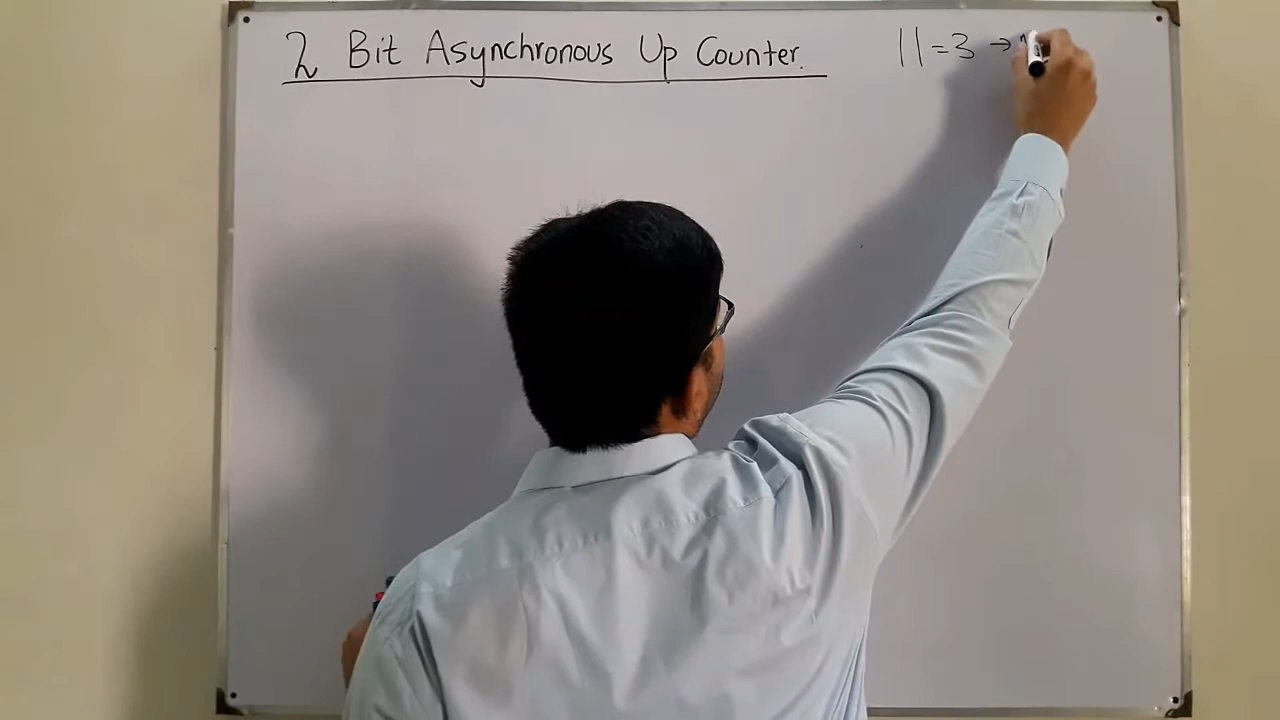 2 Bit Asynchronous Up Counter.
11=3 →